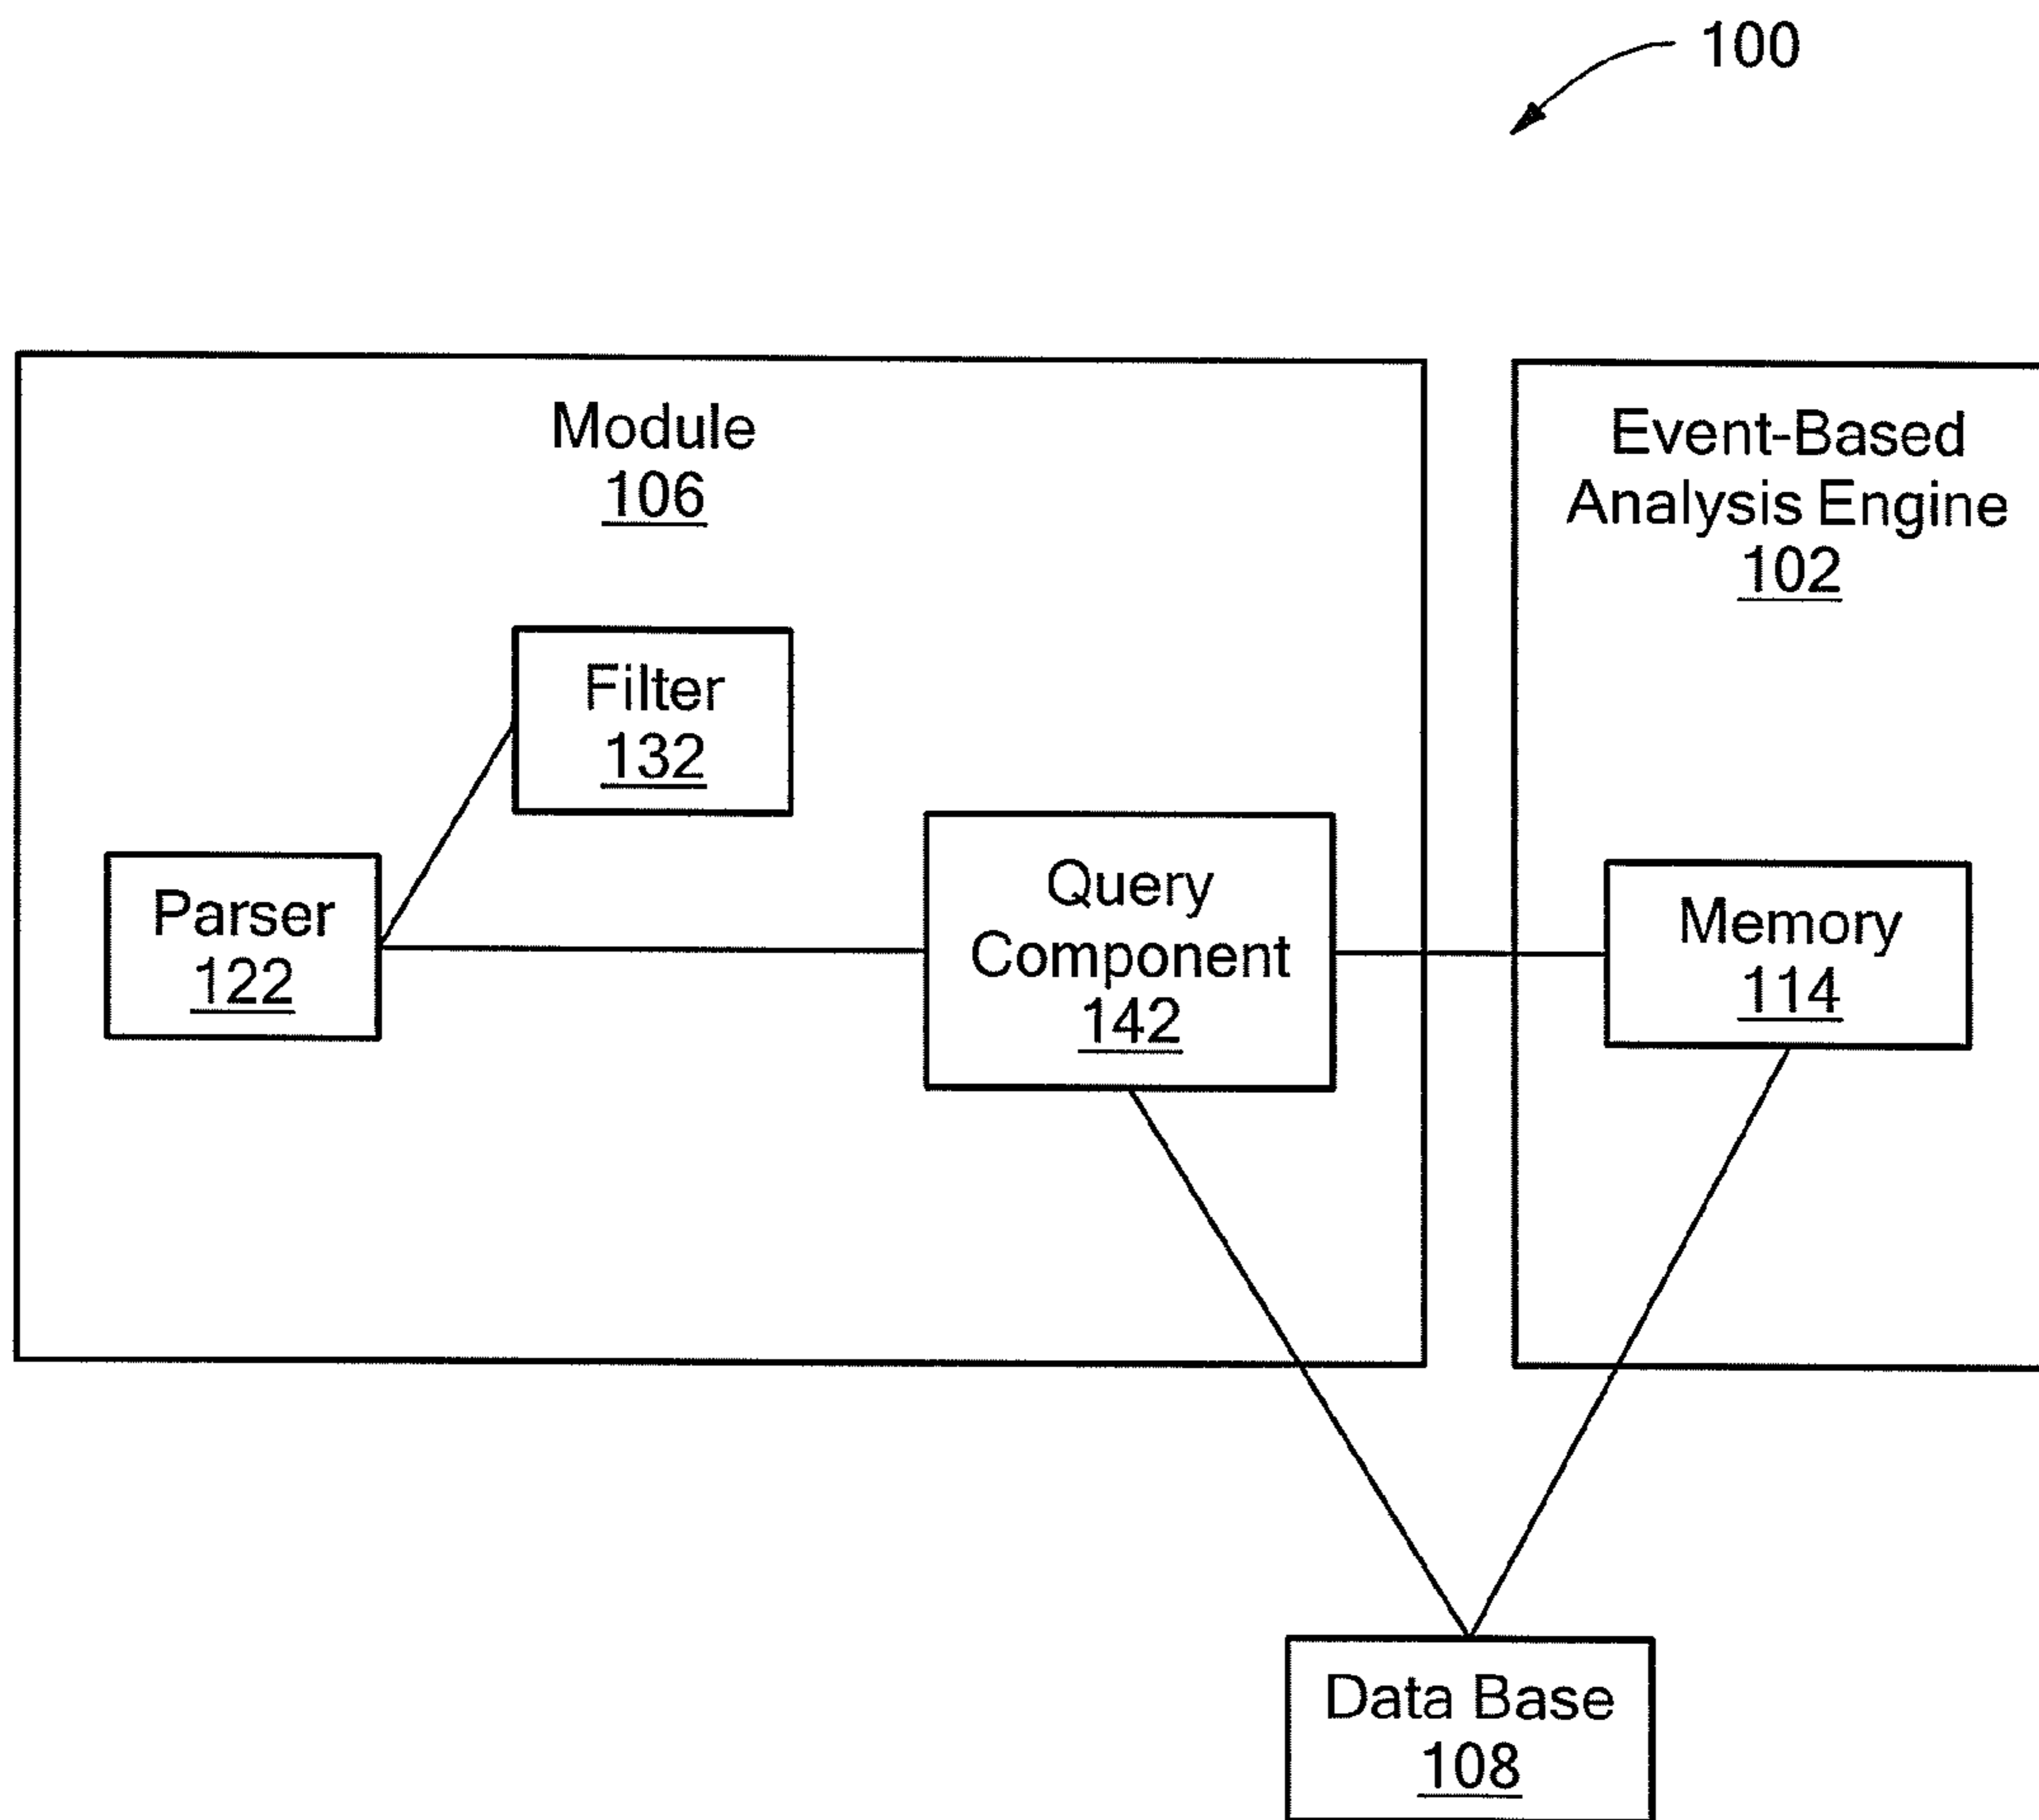 100
Module
106
Event-Based
Analysis Engine
102
Filter
132
Parser
122
Query
Component
142
Memory
114
Data Base
108